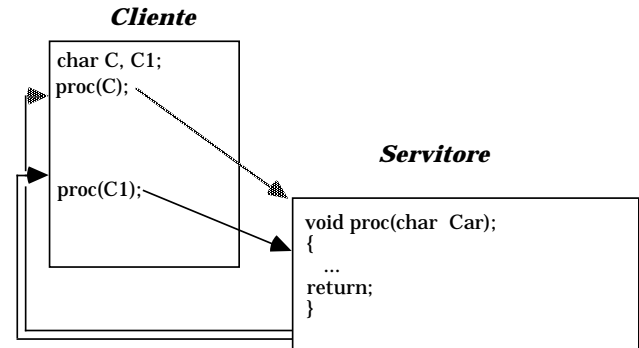 Cliente
char C, C1;
proc(C);
proc(C1);
Servitore
void proc(char Car);
{
...
return;
}